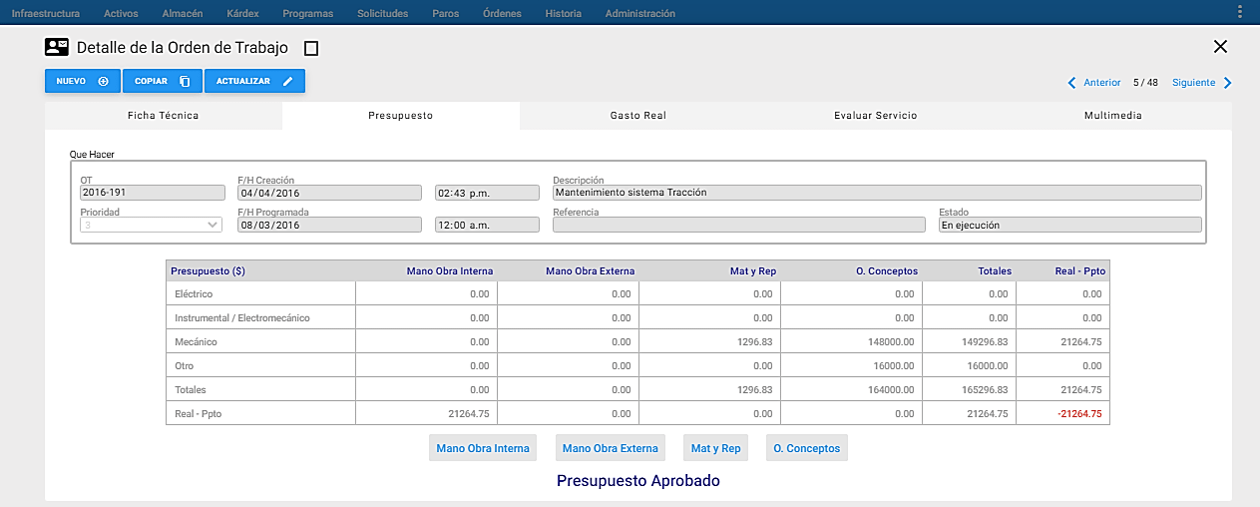 Infraestructura Activos Almacén Kárdex Programas Solicitudes Paros Órdenes Historia Administración
Detalle de la Orden de Trabajo
NUEVO COPIAR ACTUALIZAR
Anterior 5 / 48 Siguiente
Ficha Técnica Presupuesto Gasto Real Evaluar Servicio Multimedia
Que Hacer
OT F/H Creación Descripción
2016-191 04/04/2016 02:43 p.m. Mantenimiento sistema Tracción
Prioridad F/H Programada Referencia Estado
3 08/03/2016 12:00 a.m. En ejecución
Presupuesto ($) Mano Obra Interna Mano Obra Externa Mat y Rep O. Conceptos Totales Real - Ppto
Eléctrico 0.00 0.00 0.00 0.00 0.00 0.00
Instrumental / Electromecánico 0.00 0.00 0.00 0.00 0.00 0.00
Mecánico 0.00 0.00 1296.83 148000.00 149296.83 21264.75
Otro 0.00 0.00 0.00 16000.00 16000.00 0.00
Totales 0.00 0.00 1296.83 164000.00 165296.83 21264.75
Real - Ppto 21264.75 0.00 0.00 0.00 21264.75 -21264.75
Mano Obra Interna Mano Obra Externa Mat y Rep O. Conceptos
Presupuesto Aprobado